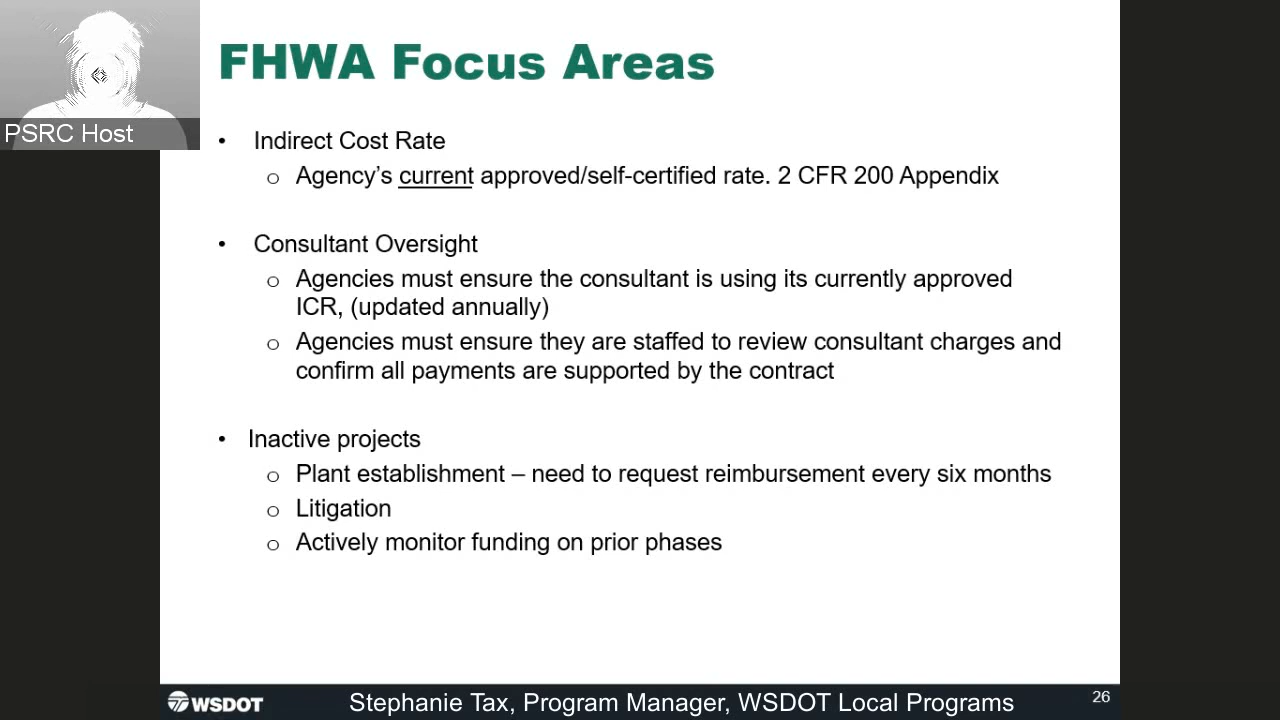 PSRC Host
FHWA Focus Areas
• Indirect Cost Rate
o Agency’s current approved/self-certified rate. 2 CFR 200 Appendix
• Consultant Oversight
o Agencies must ensure the consultant is using its currently approved
ICR, (updated annually)
o Agencies must ensure they are staffed to review consultant charges and
confirm all payments are supported by the contract
• Inactive projects
o Plant establishment – need to request reimbursement every six months
o Litigation
o Actively monitor funding on prior phases
WSDOT
Stephanie Tax, Program Manager, WSDOT Local Programs
26